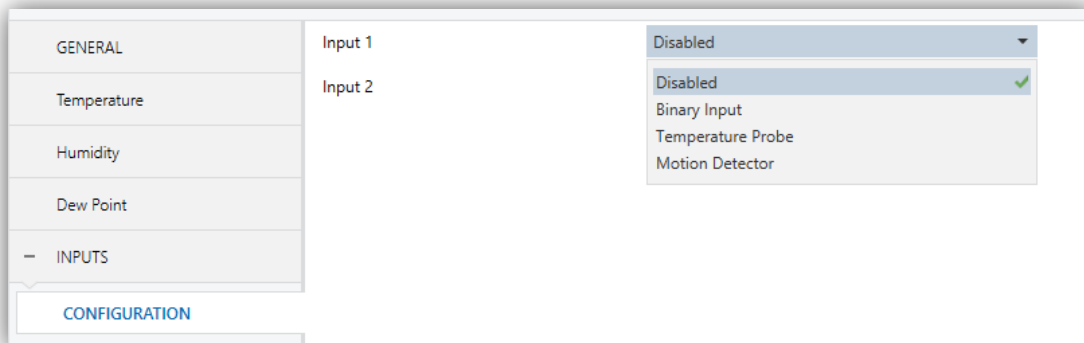 GENERAL
Temperature
Humidity
Dew Point
INPUTS
CONFIGURATION
Input 1
Disabled
Input 2
Disabled
Binary Input
Temperature Probe
Motion Detector